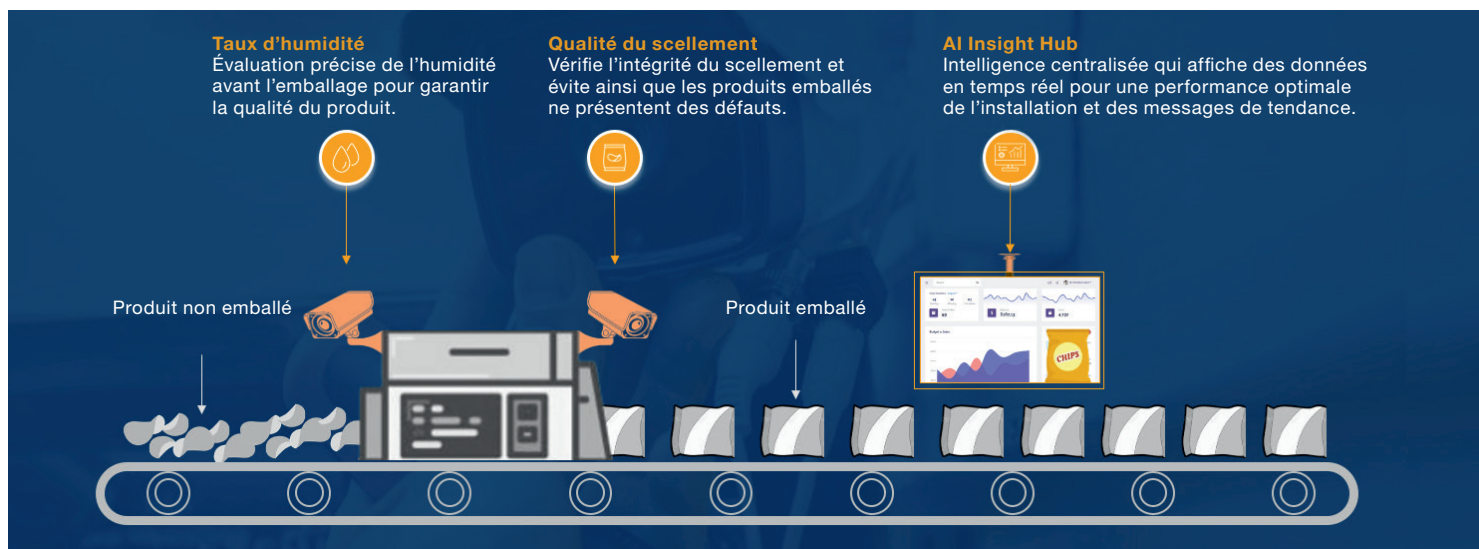 Taux d’humidité
Évaluation précise de l’humidité
avant l’emballage pour garantir
la qualité du produit.
Qualité du scellement
Vérifie l’intégrité du scellement et
évite ainsi que les produits emballés
ne présentent des défauts.
AI Insight Hub
Intelligence centralisée qui affiche des données
en temps réel pour une performance optimale
de l’installation et des messages de tendance.
Produit non emballé
Produit emballé
CHIPS